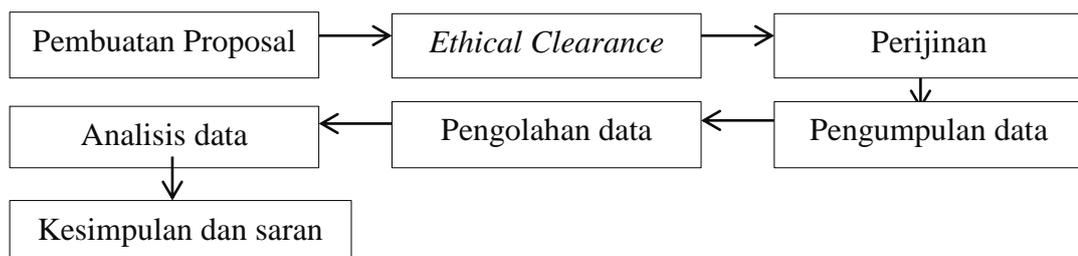 Pembuatan Proposal
Ethical Clearance
Perijinan
Pengumpulan data
Pengolahan data
Analisis data
Kesimpulan dan saran